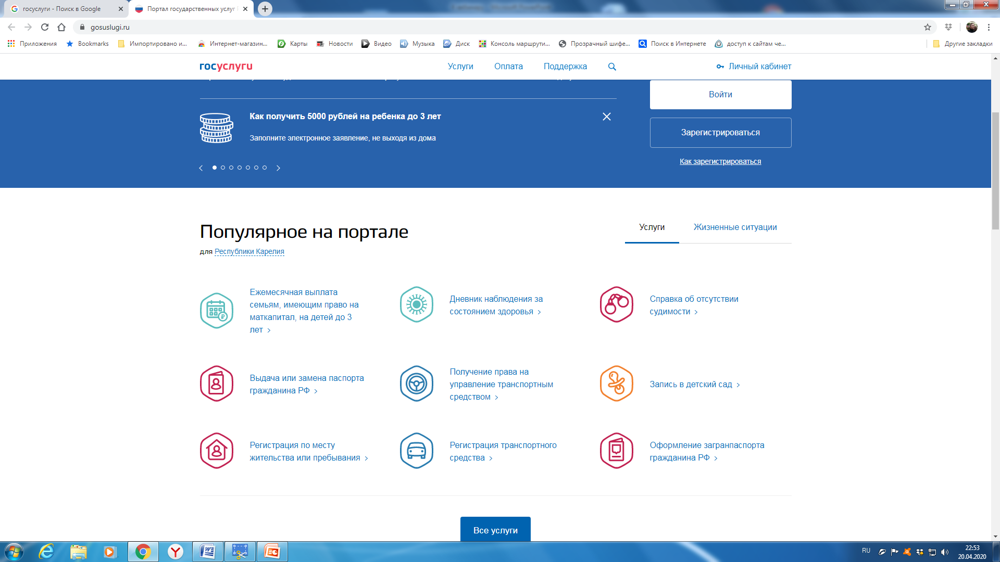 госуслуги - Поиск в Google
Портал государственных услуг
gosuslugi.ru
Приложения
Bookmarks
Импортировано и...
Интернет-магазин...
Карты
Новости
Видео
Музыка
Диск
Консоль маршрути...
Прозрачный шифе...
Поиск в Интернете
доступ к сайтам че...
Другие закладки
госуслуги
Услуги
Оплата
Поддержка
Личный кабинет
Войти
Как получить 5000 рублей на ребенка до 3 лет
Заполните электронное заявление, не выходя из дома
Зарегистрироваться
Как зарегистрироваться
Популярное на портале
для Республики Карелия
Услуги
Жизненные ситуации
Ежемесячная выплата
семьям, имеющим право на
маткапитал, на детей до 3
лет
Дневник наблюдения за
состоянием здоровья
Справка об отсутствии
судимости
Выдача или замена паспорта
гражданина РФ
Получение права на
управление транспортным
средством
Запись в детский сад
Регистрация по месту
жительства или пребывания
Регистрация транспортного
средства
Оформление загранпаспорта
гражданина РФ
Все услуги
RU
22:53
20.04.2020